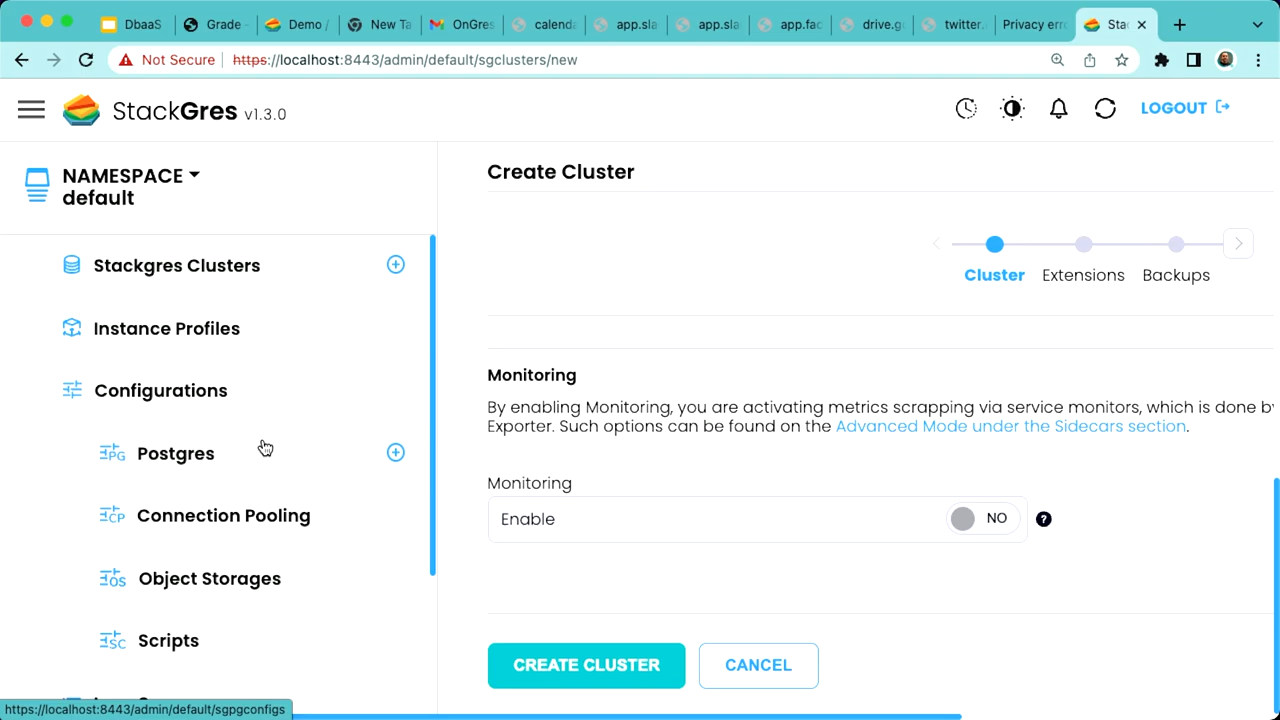 DbaaS
Grade
Demo /
New Ta
OnGres
calenda
app.sla
app.sla
app.fac
drive.g
twitter.
Privacy erro
Stac
Not Secure
https://localhost:8443/admin/default/sgclusters/new
StackGres v1.3.0
LOGOUT
NAMESPACE
default
Create Cluster
Cluster
Extensions
Backups
Stackgres Clusters
Instance Profiles
Configurations
PG
Postgres
CP
Connection Pooling
OS
Object Storages
SC
Scripts
Monitoring
By enabling Monitoring, you are activating metrics scrapping via service monitors, which is done by
Exporter. Such options can be found on the Advanced Mode under the Sidecars section.
Monitoring
Enable
NO
?
CREATE CLUSTER
CANCEL
https://localhost:8443/admin/default/sgpgconfigs